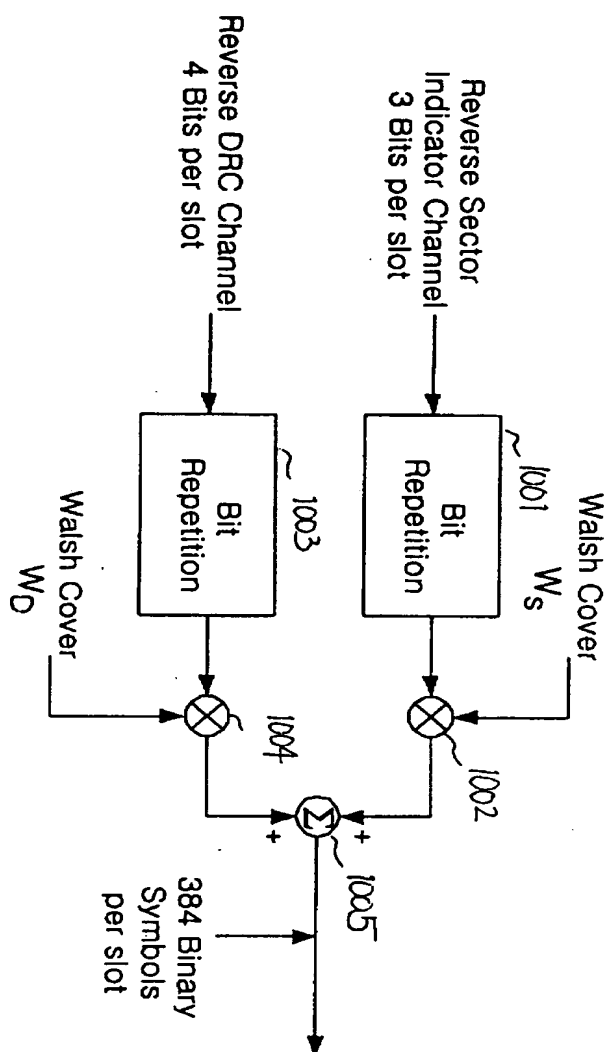 Reverse Sector
Indicator Channel
3 Bits per slot
1001
Bit
Repetition
Walsh Cover
WS
1002
Reverse DRC Channel
4 Bits per slot
1003
Bit
Repetition
Walsh Cover
WD
1004
+
+
Σ
1005
384 Binary
Symbols
per slot